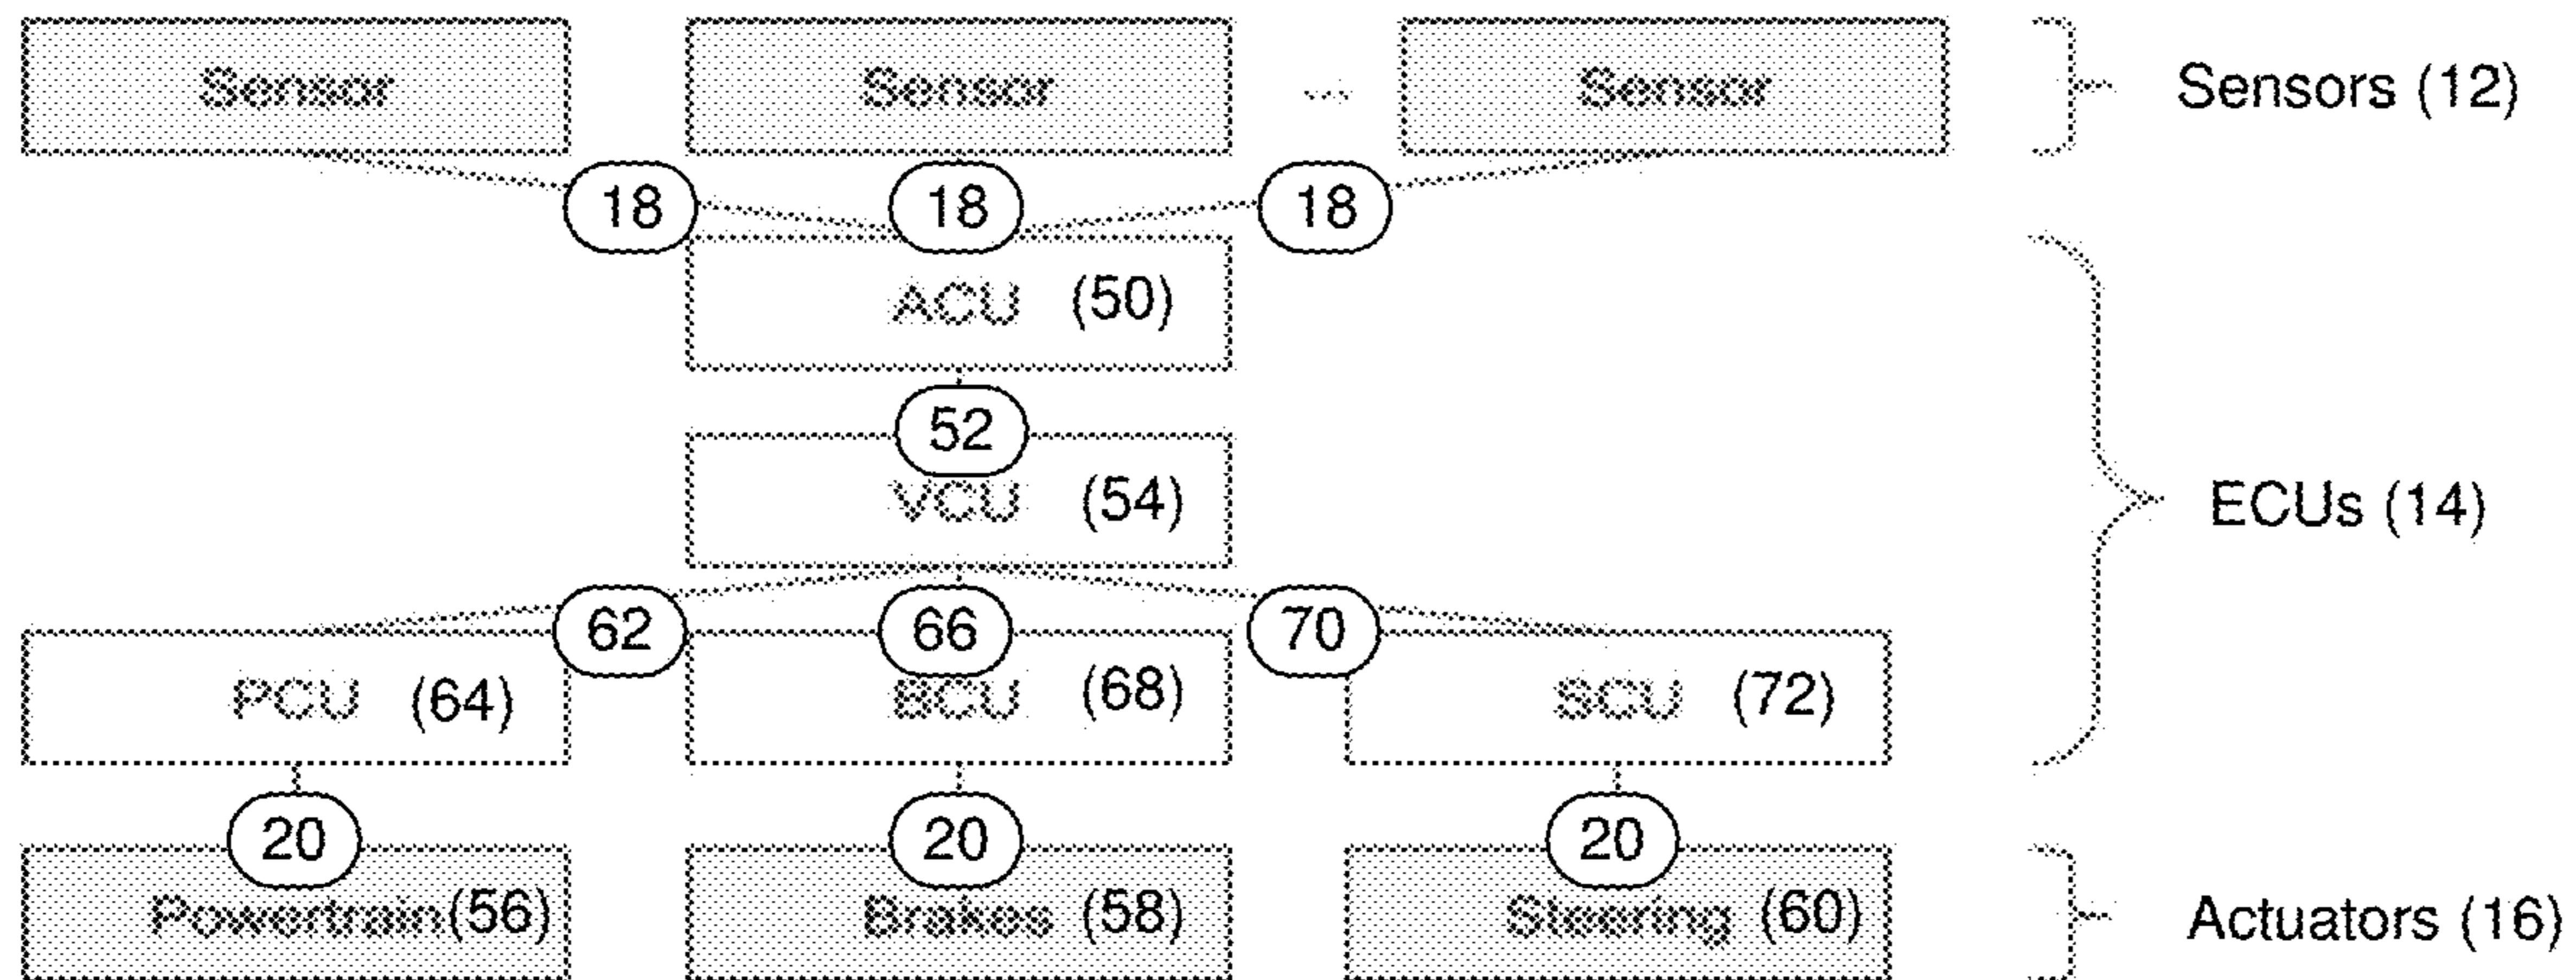 Sensor Sensor ... Sensor Sensors (12)
18 18 18
ACU (50)
52
VCU (54) ECUs (14)
62 66 70
PCU (64) BCU (68) SCU (72)
20 20 20
Powertrain (56) Brakes (58) Steering (60) Actuators (16)